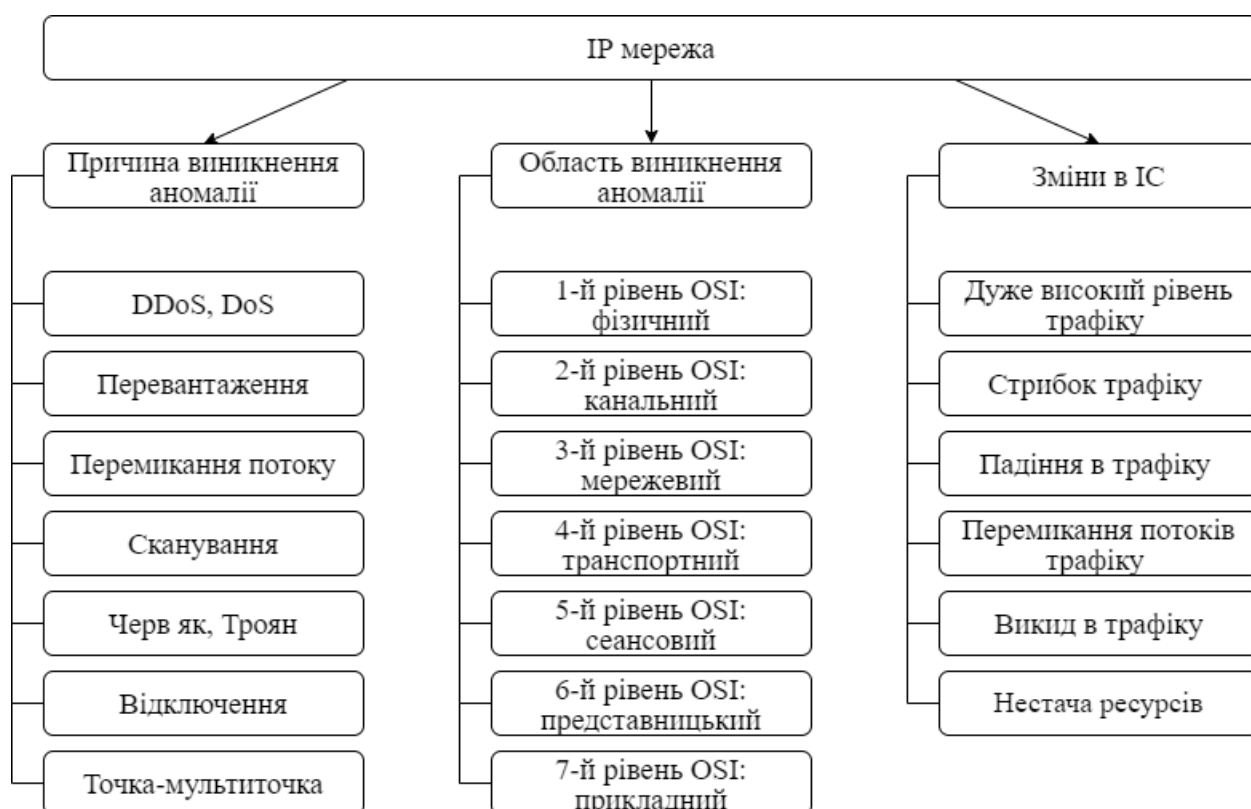 IP мережа
Причина виникнення
аномалії
DDoS, DoS
Перевантаження
Перемикання потоку
Сканування
Черв як, Троян
Відключення
Точка-мультиточка
Область виникнення
аномалії
1-й рівень OSI:
фізичний
2-й рівень OSI:
канальний
3-й рівень OSI:
мережевий
4-й рівень OSI:
транспортний
5-й рівень OSI:
сеансовий
6-й рівень OSI:
представницький
7-й рівень OSI:
прикладний
Зміни в ІС
Дуже високий рівень
трафіку
Стрибок трафіку
Падіння в трафіку
Перемикання потоків
трафіку
Викид в трафіку
Нестача ресурсів